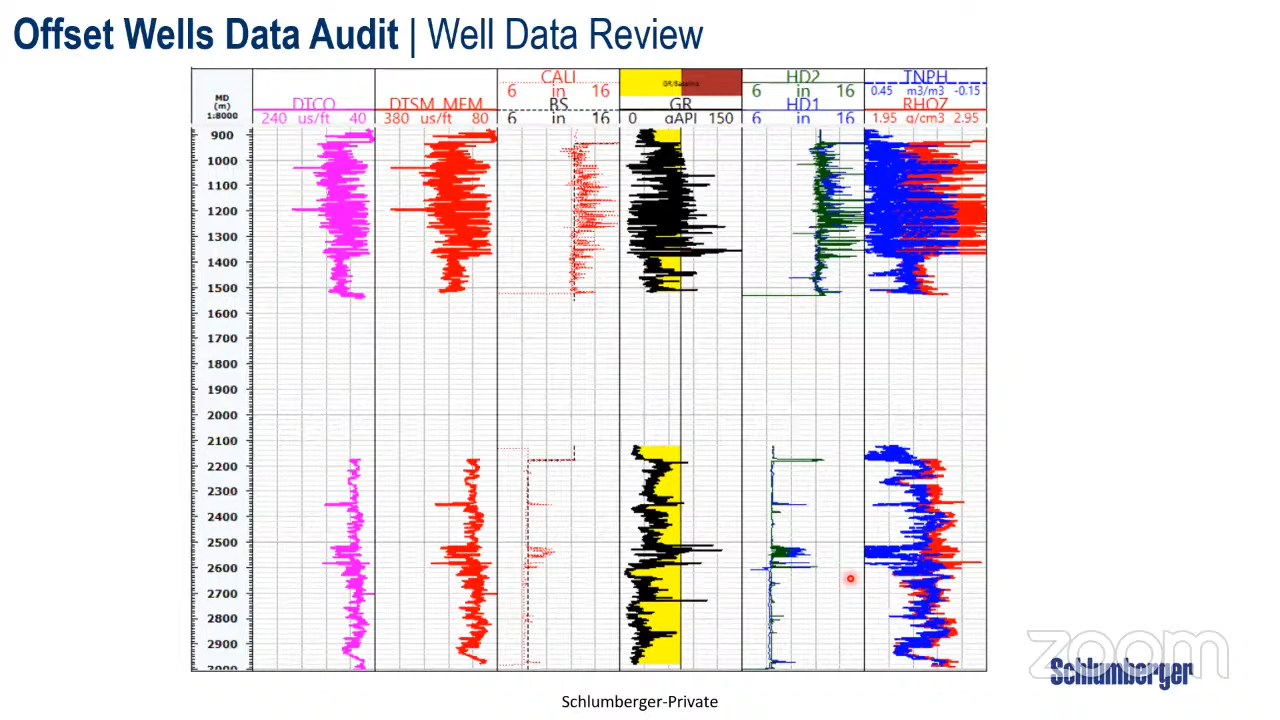 Offset Wells Data Audit | Well Data Review
MD
(m)
1:8000
DTCO
240 us/ft 40
DTSM_MEM
380 us/ft 80
CALI
6 in 16
BS
6 in 16
GR/Baseline
GR
0 gAPI 150
HD2
6 in 16
HD1
6 in 16
TNPH
0.45 m3/m3 -0.15
RHOZ
1.95 g/cm3 2.95
900
1000
1100
1200
1300
1400
1500
1600
1700
1800
1900
2000
2100
2200
2300
2400
2500
2600
2700
2800
2900
zoom
Schlumberger
Schlumberger-Private